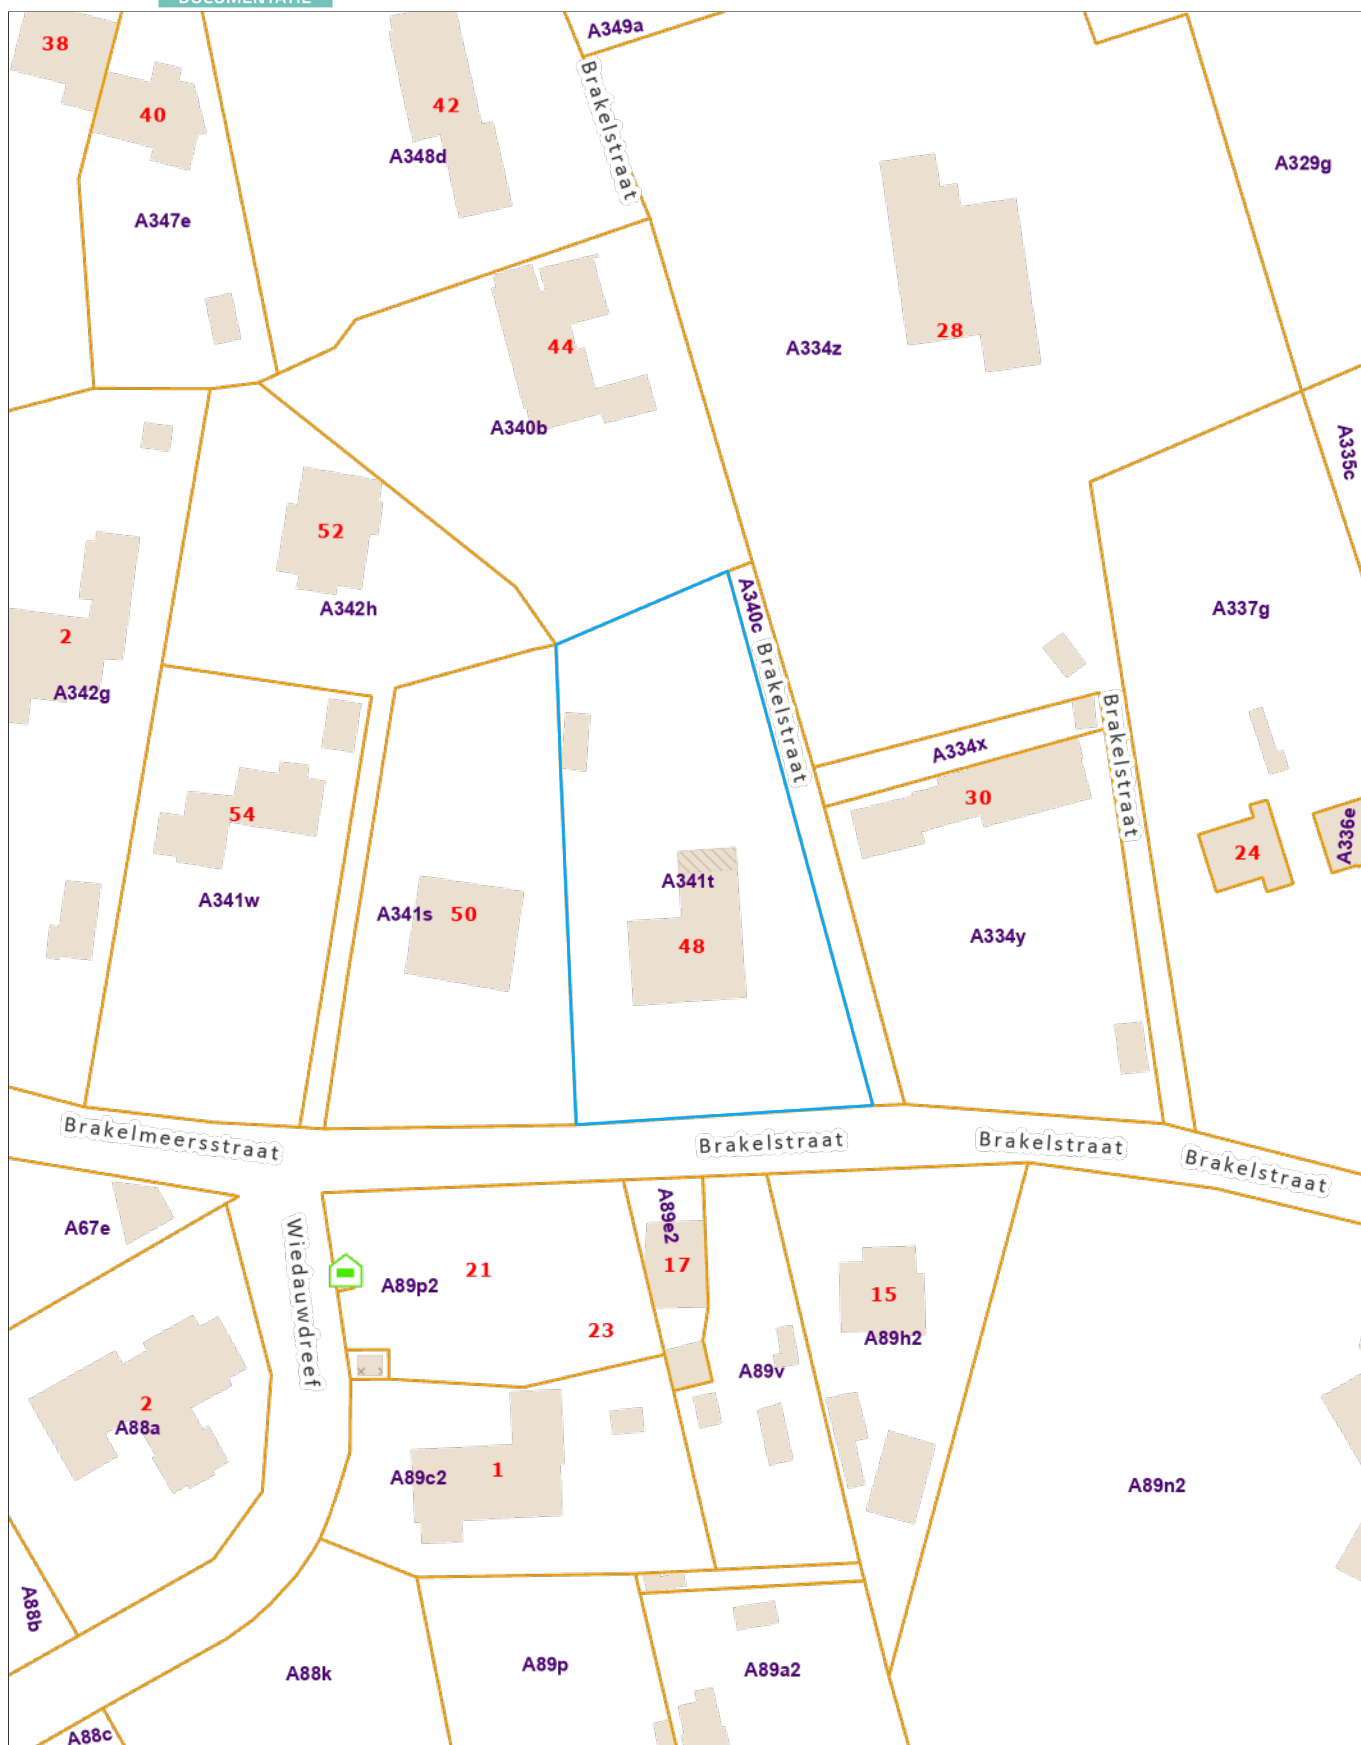 DOCUMENTATIE
A349a
38
Brakelstraat
42
40
A348d
A329g
A347e
28
44
A334z
A340b
A335c
52
A342h
A340c
A337g
2
Brakelstraat
A342g
Brakelstraat
A334x
30
54
A336e
24
A341t
A341w
A341s
50
A334y
48
Brakelmeersstraat
Brakelstraat
Brakelstraat
Brakelstraat
A89e2
A67e
Wiedauwdreef
17
21
A89p2
15
23
A89h2
A89v
2
A88a
1
A89c2
A89n2
A88b
A89p
A89a2
A88k
A88c